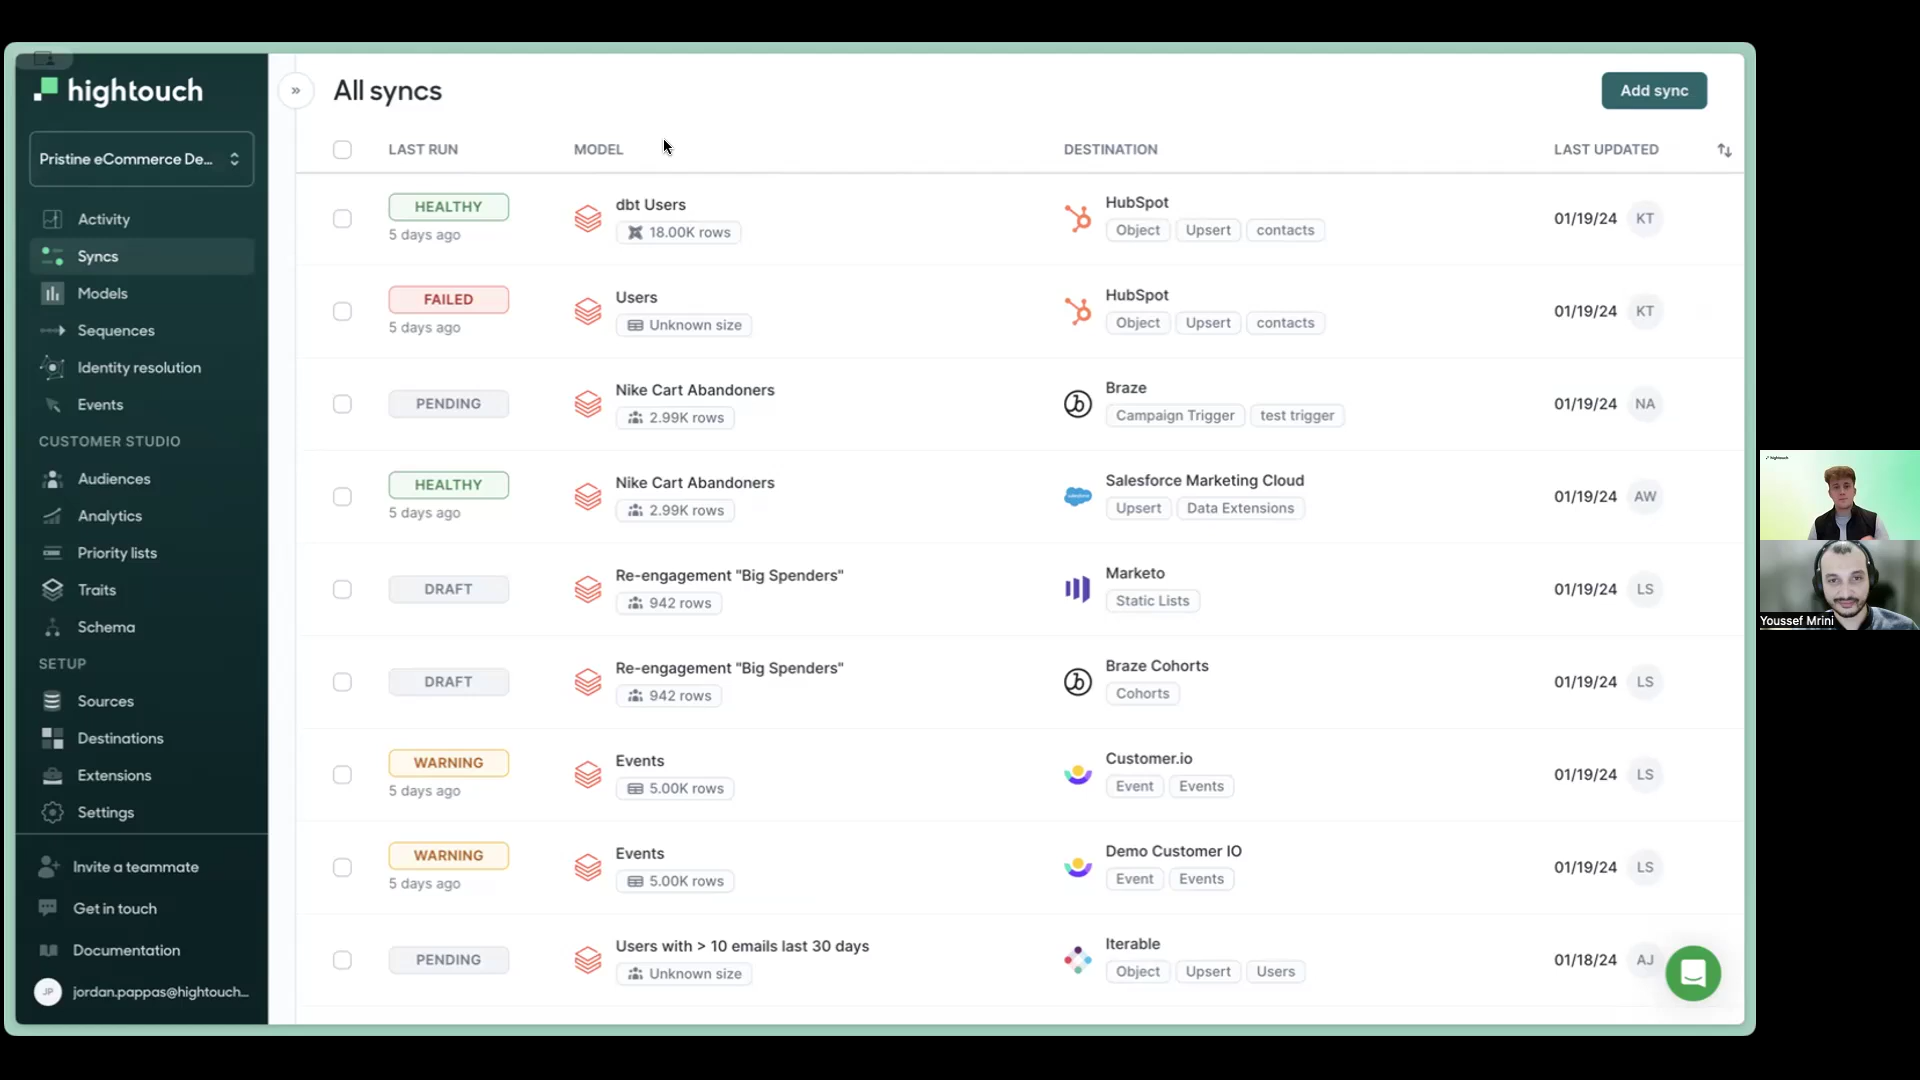 hightouch
Pristine eCommerce De...
Activity
Syncs
Models
Sequences
Identity resolution
Events
CUSTOMER STUDIO
Audiences
Analytics
Priority lists
Traits
Schema
SETUP
Sources
Destinations
Extensions
Settings
Invite a teammate
Get in touch
Documentation
JP jordan.pappas@hightouch...
» All syncs
Add sync
LAST RUN MODEL DESTINATION LAST UPDATED
HEALTHY dbt Users HubSpot 01/19/24 KT
5 days ago 18.00K rows Object Upsert contacts
FAILED Users HubSpot 01/19/24 KT
5 days ago Unknown size Object Upsert contacts
PENDING Nike Cart Abandoners Braze 01/19/24 NA
2.99K rows Campaign Trigger test trigger
HEALTHY Nike Cart Abandoners Salesforce Marketing Cloud 01/19/24 AW
5 days ago 2.99K rows Upsert Data Extensions
DRAFT Re-engagement "Big Spenders" Marketo 01/19/24 LS
942 rows Static Lists
DRAFT Re-engagement "Big Spenders" Braze Cohorts 01/19/24 LS
942 rows Cohorts
WARNING Events Customer.io 01/19/24 LS
5 days ago 5.00K rows Event Events
WARNING Events Demo Customer IO 01/19/24 LS
5 days ago 5.00K rows Event Events
PENDING Users with > 10 emails last 30 days Iterable 01/18/24 AJ
Unknown size Object Upsert Users
hightouch
Youssef Mrini